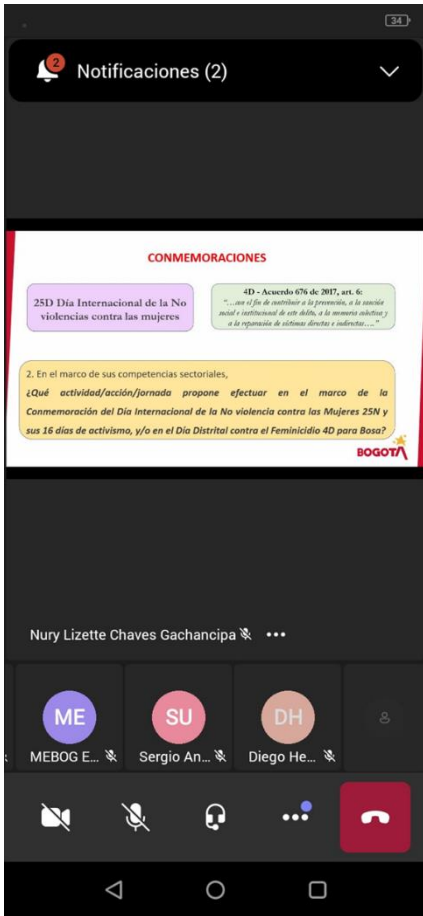 34
2
Notificaciones (2)
CONMEMORACIONES
25D Día Internacional de la No
violencias contra las mujeres
4D - Acuerdo 676 de 2017, art. 6:
"…con el fin de contribuir a la prevención, a la sanción
social e institucional de este delito, a la memoria colectiva y
a la reparación de víctimas directas e indirectas…."
2. En el marco de sus competencias sectoriales,
¿Qué actividad/acción/jornada propone efectuar en el marco de la
Conmemoración del Día Internacional de la No violencia contra las Mujeres 25N y
sus 16 días de activismo, y/o en el Día Distrital contra el Feminicidio 4D para Bosa?
BOGOTÁ
Nury Lizette Chaves Gachancipa
ME
SU
DH
MEBOG E...
Sergio An...
Diego He...